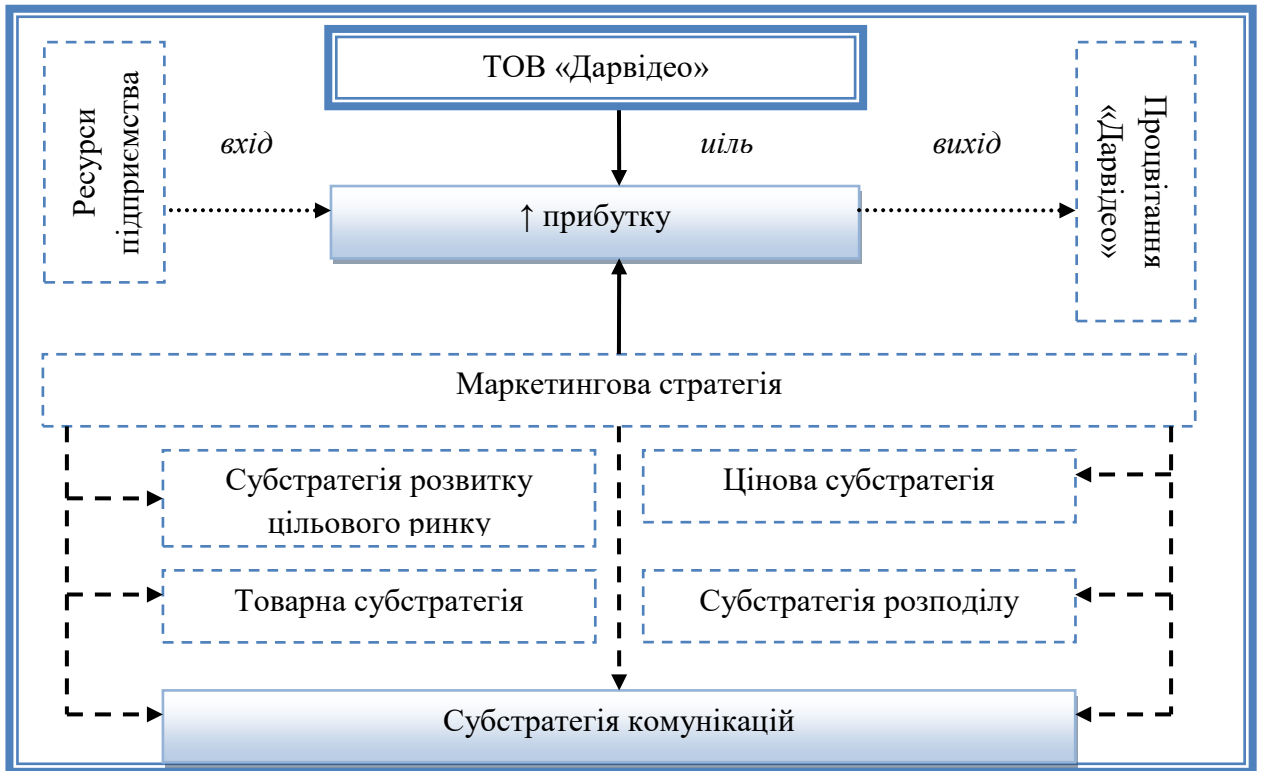 ТОВ «Дарвідео»
Ресурси
підприємства
вхід
ціль
вихід
Процвітання
«Дарвідео»
↑ прибутку
Маркетингова стратегія
Субстратегія розвитку
цільового ринку
Цінова субстратегія
Товарна субстратегія
Субстратегія розподілу
Субстратегія комунікацій